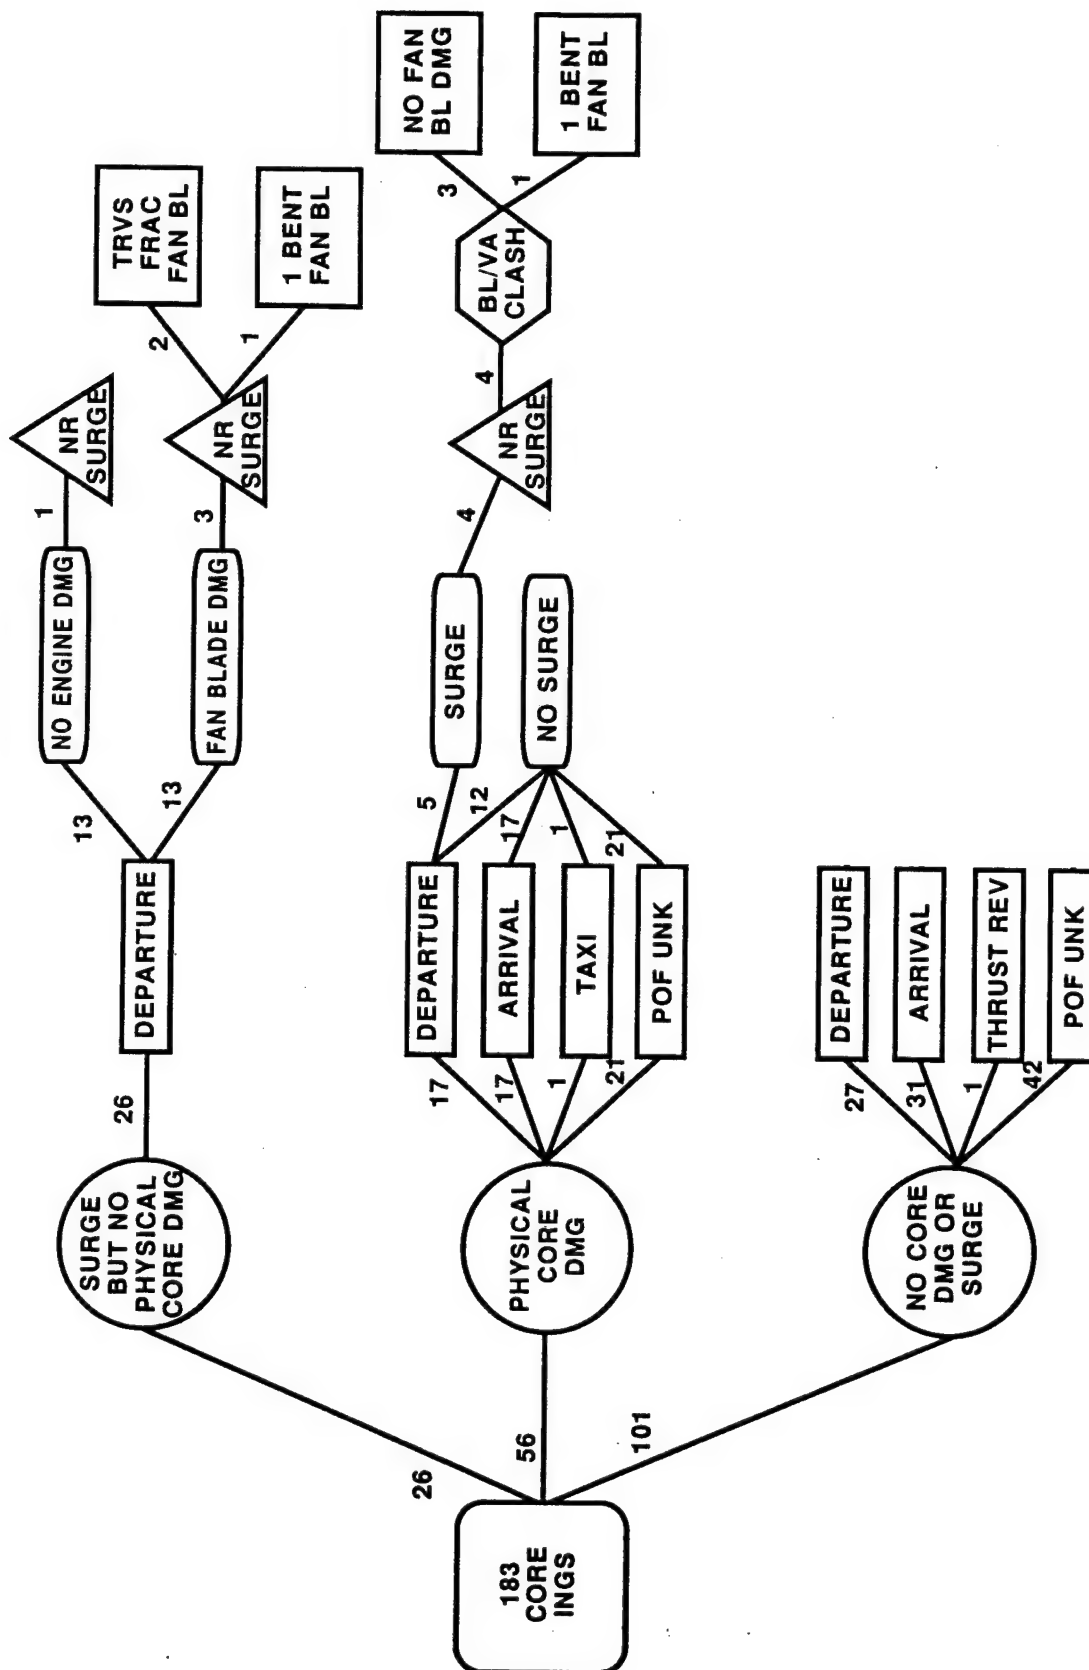 183
CORE
INGS
26
56
101
SURGE
BUT NO
PHYSICAL
CORE DMG
26
DEPARTURE
13
13
NO ENGINE DMG
1
NR
SURGE
FAN BLADE DMG
3
NR
SURGE
2
1
TRVS
FRAC
FAN BL
1 BENT
FAN BL
PHYSICAL
CORE
DMG
17
17
1
21
DEPARTURE
ARRIVAL
TAXI
POF UNK
5
12
17
1
21
SURGE
NO SURGE
4
NR
SURGE
4
BL/VA
CLASH
3
1
NO FAN
BL DMG
1 BENT
FAN BL
NO CORE
DMG OR
SURGE
27
31
1
42
DEPARTURE
ARRIVAL
THRUST REV
POF UNK